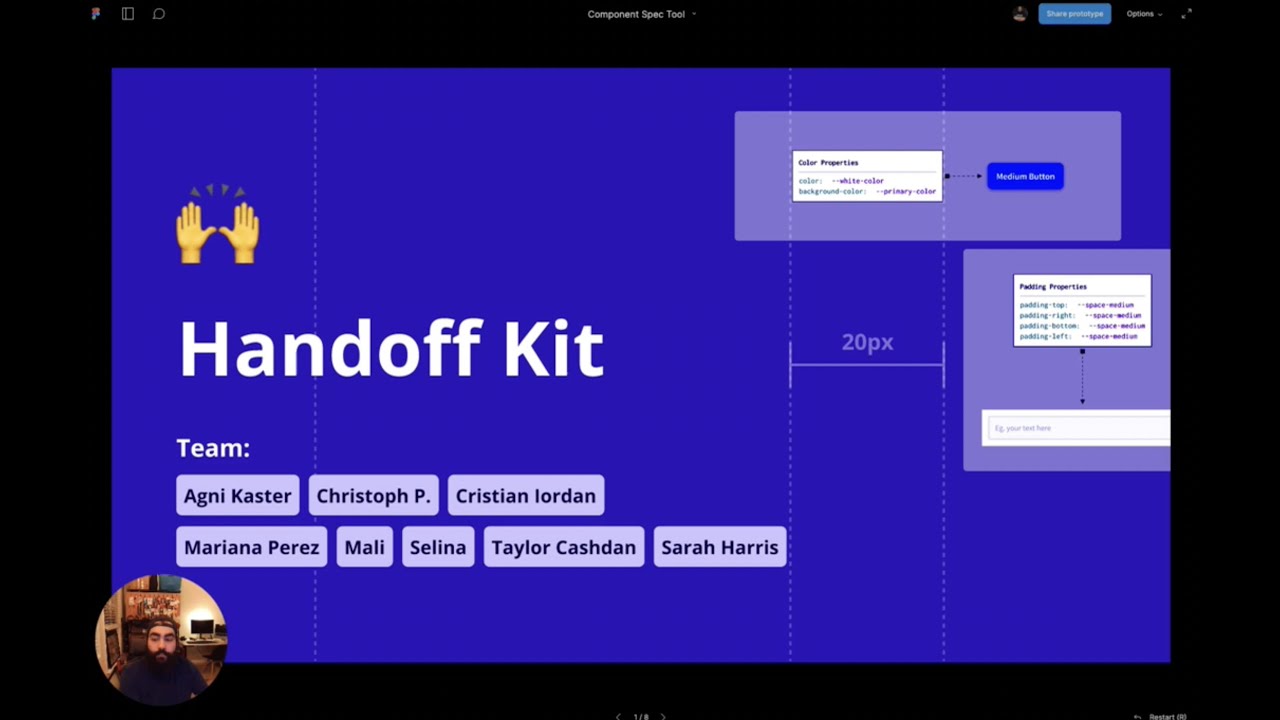 Component Spec Tool
Share prototype
Options
Color Properties
color: --white-color
background-color: --primary-color
Medium Button
Padding Properties
padding-top: --space-medium
padding-right: --space-medium
padding-bottom: --space-medium
padding-left: --space-medium
20px
Eg. your text here
Handoff Kit
Team:
Agni Kaster Christoph P. Cristian Iordan
Mariana Perez Mali Selina Taylor Cashdan Sarah Harris
1/8
Restart (R)